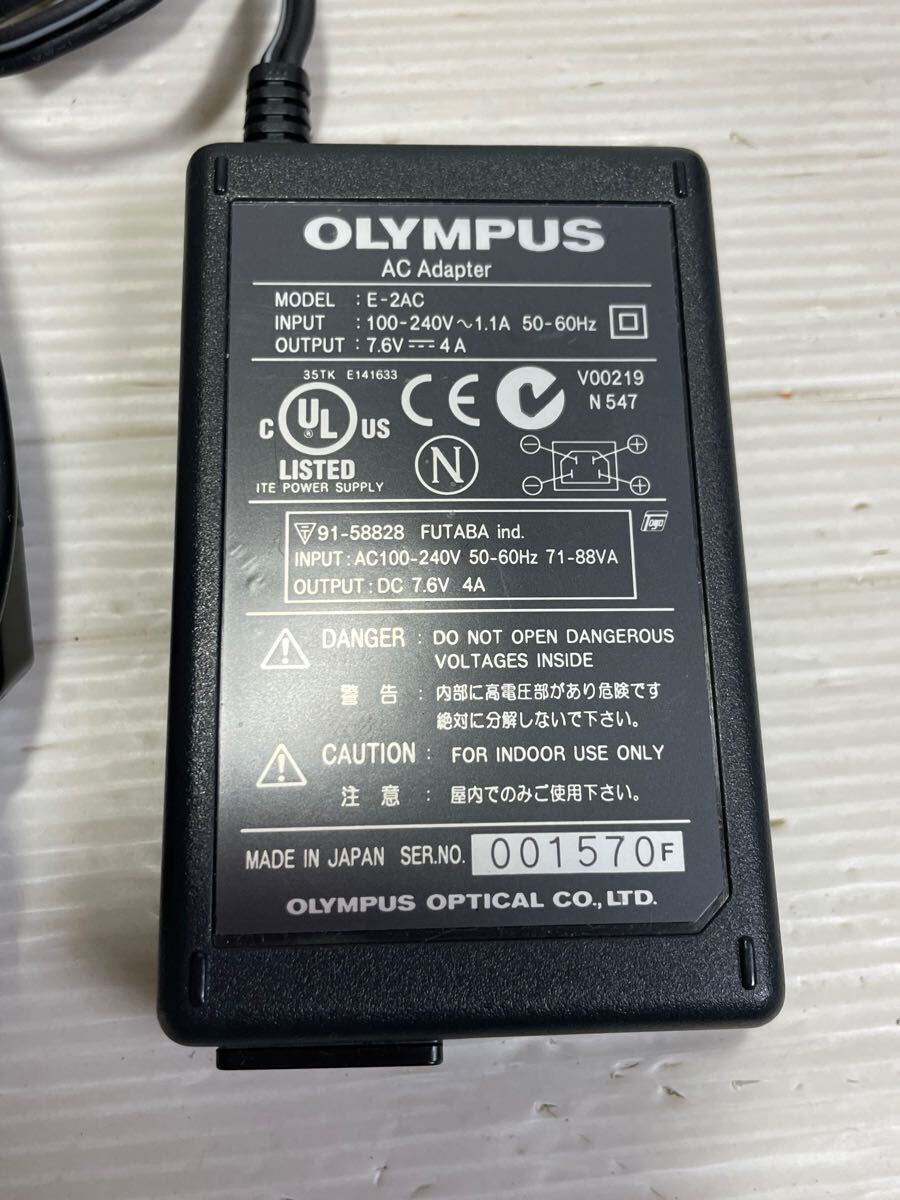 OLYMPUS
AC Adapter
MODEL : E-2AC
INPUT : 100-240V～1.1A 50-60Hz
OUTPUT : 7.6V⎓4A
35TK E141633
C UL US
®
LISTED
ITE POWER SUPPLY
CE
N
V00219
N547
Togo
T 91-58828 FUTABA ind.
INPUT : AC100-240V 50-60Hz 71-88VA
OUTPUT : DC 7.6V 4A
DANGER : DO NOT OPEN DANGEROUS
VOLTAGES INSIDE
警 告 : 内部に高電圧部があり危険です
絶対に分解しないで下さい。
CAUTION : FOR INDOOR USE ONLY
注 意 : 屋内でのみご使用下さい。
MADE IN JAPAN SER.NO. 001570F
OLYMPUS OPTICAL CO., LTD.